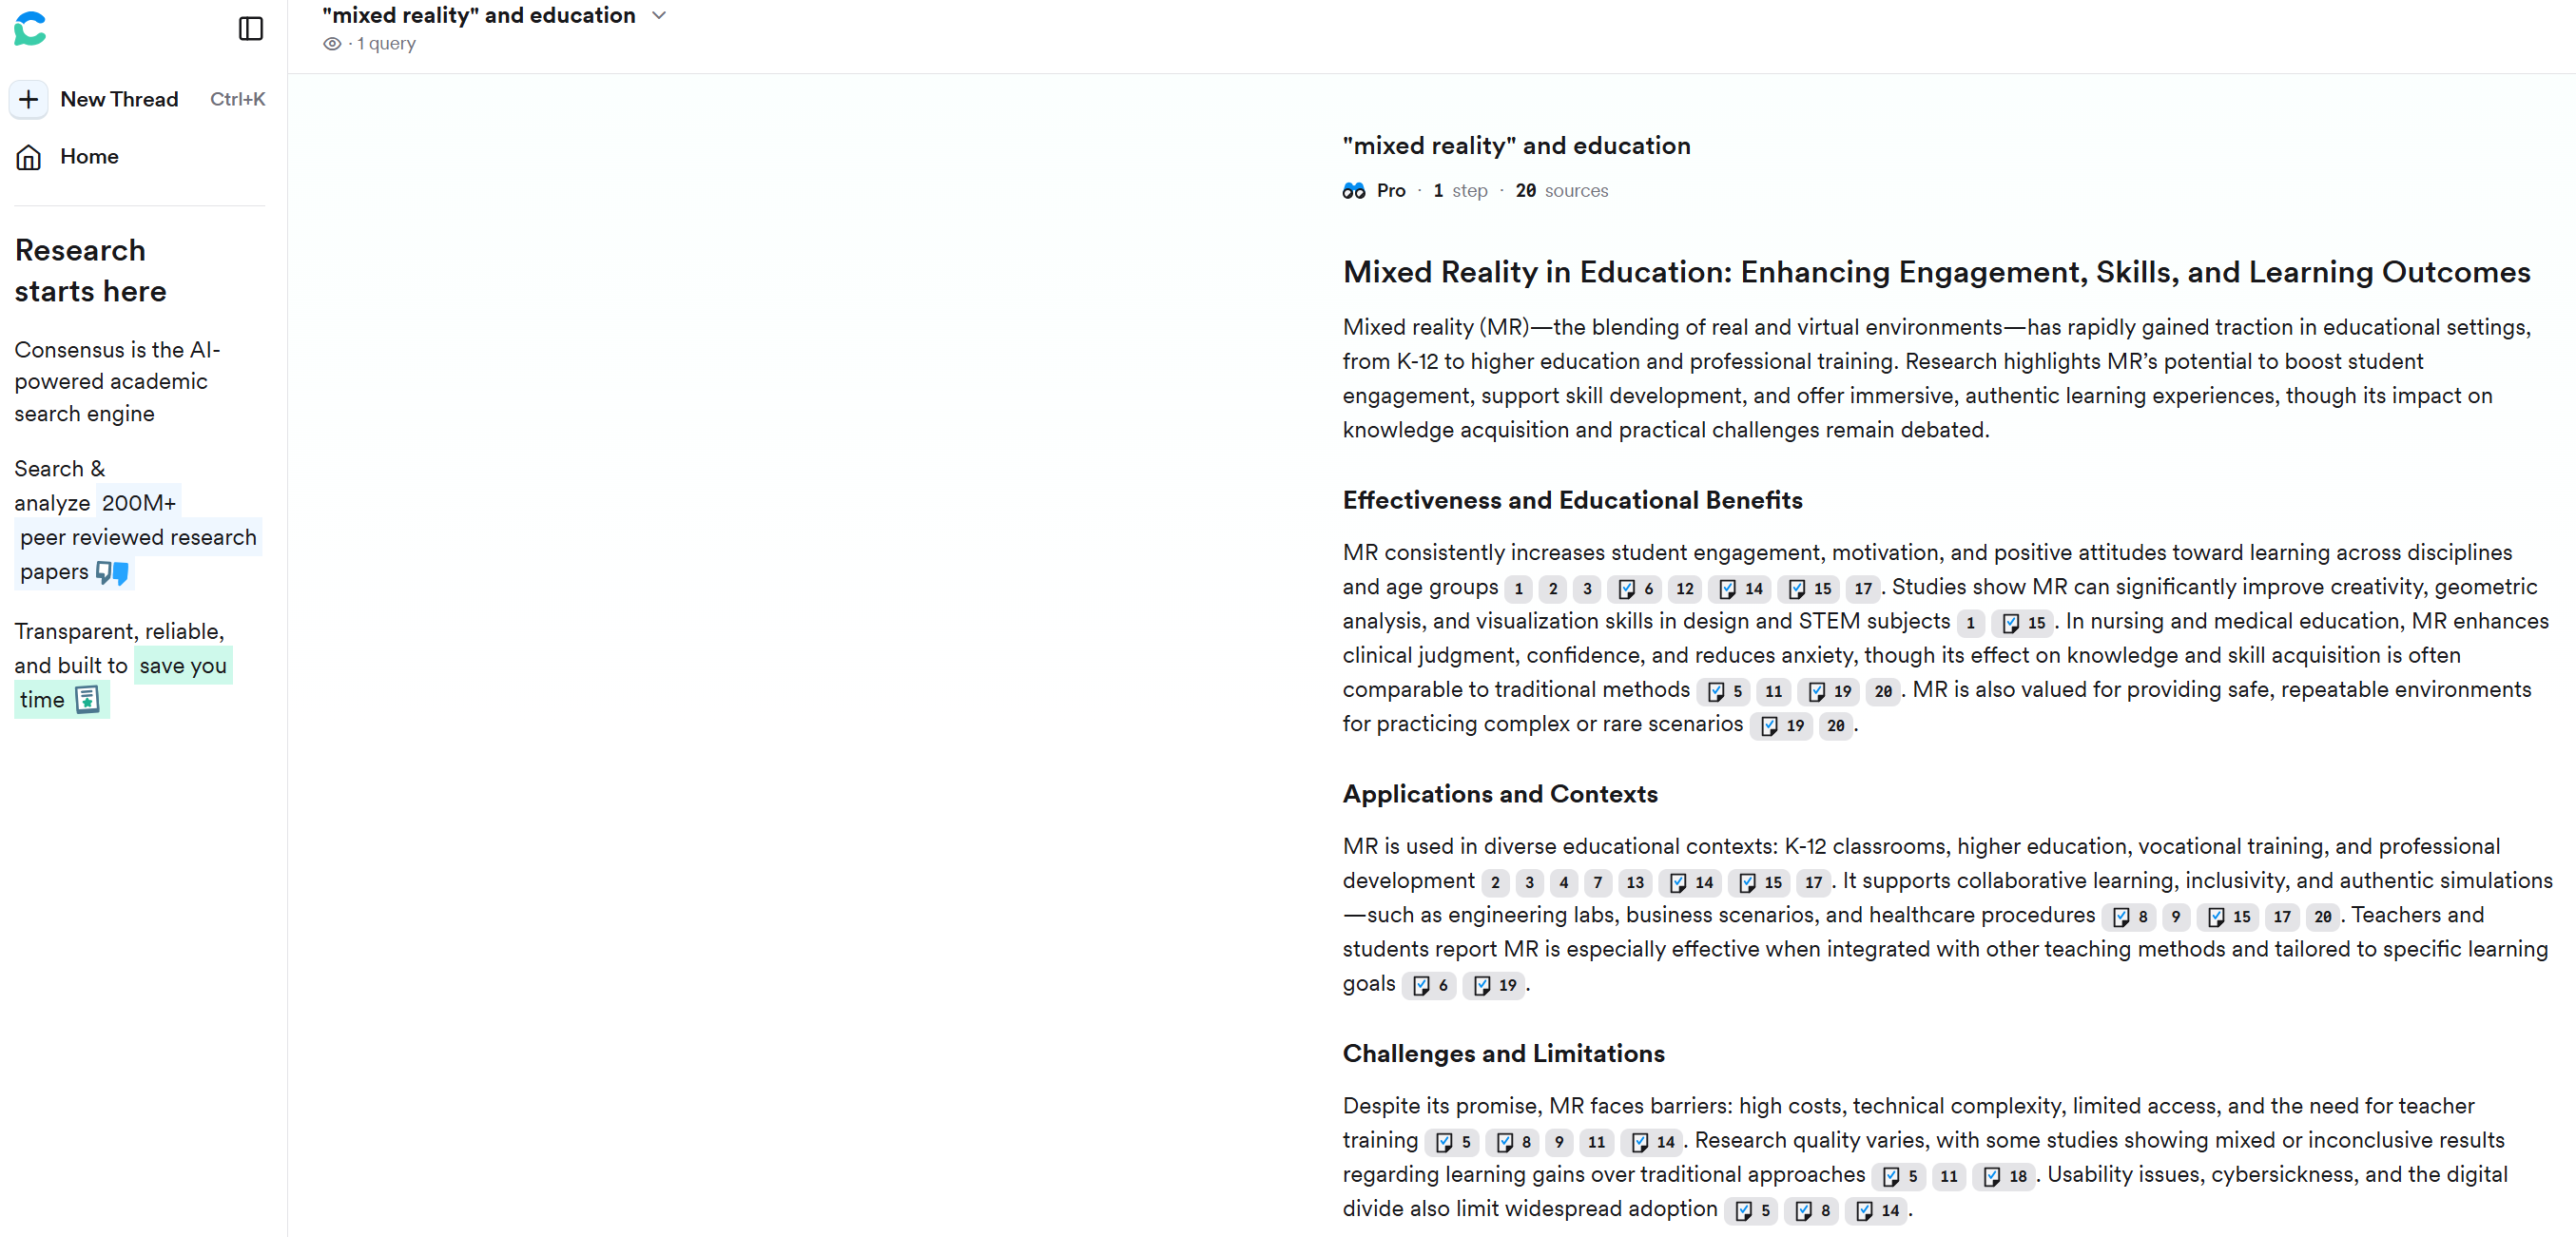 "mixed reality" and education
· 1 query
New Thread Ctrl+K
Home
Research
starts here
Consensus is the AI-
powered academic
search engine
Search &
analyze 200M+
peer reviewed research
papers
Transparent, reliable,
and built to save you
time
"mixed reality" and education
Pro · 1 step · 20 sources
Mixed Reality in Education: Enhancing Engagement, Skills, and Learning Outcomes
Mixed reality (MR)—the blending of real and virtual environments—has rapidly gained traction in educational settings,
from K-12 to higher education and professional training. Research highlights MR’s potential to boost student
engagement, support skill development, and offer immersive, authentic learning experiences, though its impact on
knowledge acquisition and practical challenges remain debated.
Effectiveness and Educational Benefits
MR consistently increases student engagement, motivation, and positive attitudes toward learning across disciplines
and age groups 1 2 3 6 12 14 15 17. Studies show MR can significantly improve creativity, geometric
analysis, and visualization skills in design and STEM subjects 1 15. In nursing and medical education, MR enhances
clinical judgment, confidence, and reduces anxiety, though its effect on knowledge and skill acquisition is often
comparable to traditional methods 5 11 19 20. MR is also valued for providing safe, repeatable environments
for practicing complex or rare scenarios 19 20.
Applications and Contexts
MR is used in diverse educational contexts: K-12 classrooms, higher education, vocational training, and professional
development 2 3 4 7 13 14 15 17. It supports collaborative learning, inclusivity, and authentic simulations
—such as engineering labs, business scenarios, and healthcare procedures 8 9 15 17 20. Teachers and
students report MR is especially effective when integrated with other teaching methods and tailored to specific learning
goals 6 19.
Challenges and Limitations
Despite its promise, MR faces barriers: high costs, technical complexity, limited access, and the need for teacher
training 5 8 9 11 14. Research quality varies, with some studies showing mixed or inconclusive results
regarding learning gains over traditional approaches 5 11 18. Usability issues, cybersickness, and the digital
divide also limit widespread adoption 5 8 14.